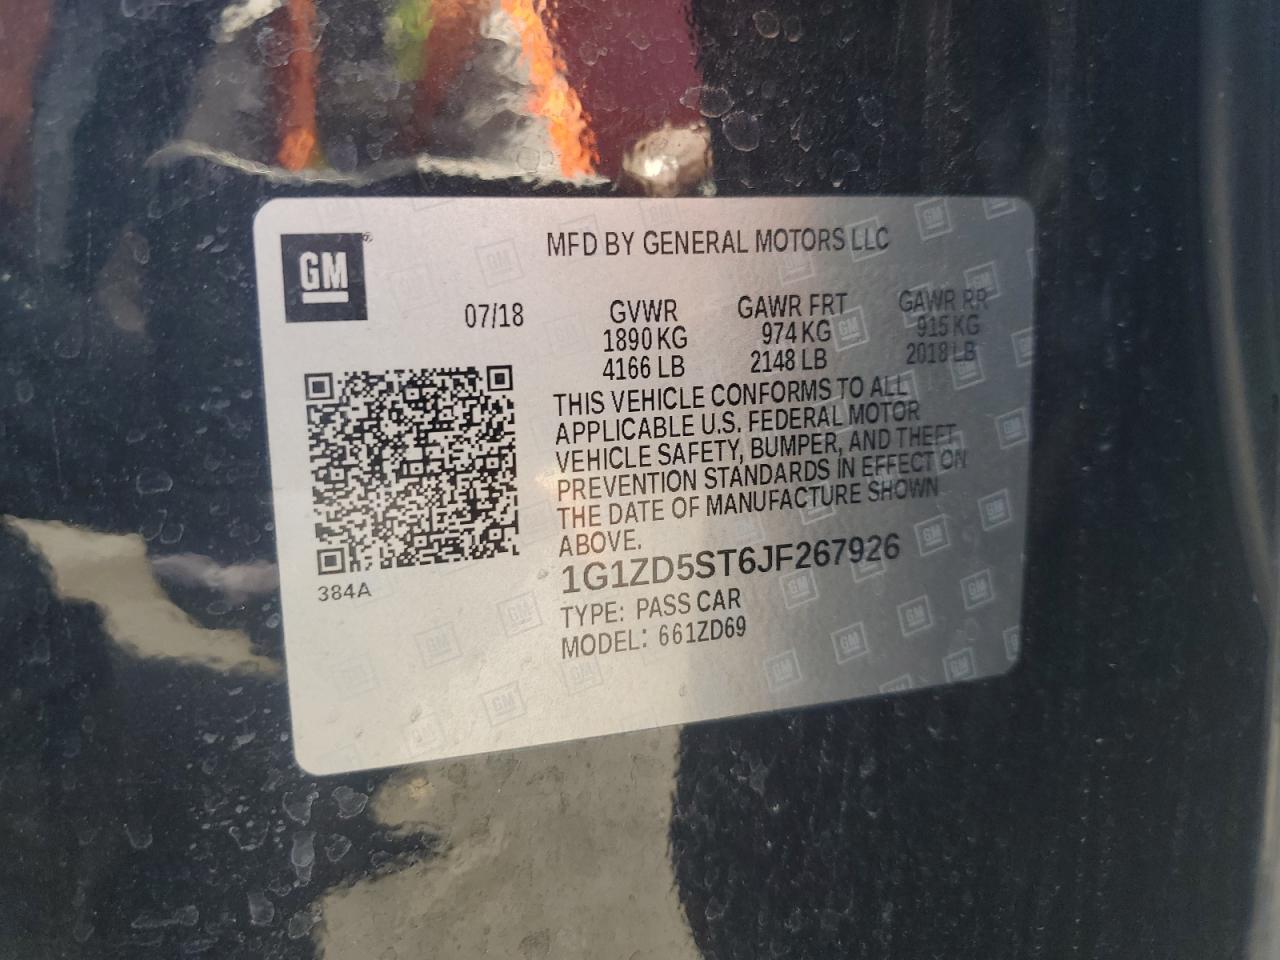 GM
MFD BY GENERAL MOTORS LLC
07/18
GVWR GAWR FRT GAWR RR
1890 KG 974 KG 915 KG
4166 LB 2148 LB 2018 LB
THIS VEHICLE CONFORMS TO ALL
APPLICABLE U.S. FEDERAL MOTOR
VEHICLE SAFETY, BUMPER, AND THEFT
PREVENTION STANDARDS IN EFFECT ON
THE DATE OF MANUFACTURE SHOWN
ABOVE.
384A
1G1ZD5ST6JF267926
TYPE: PASS CAR
MODEL: 661ZD69